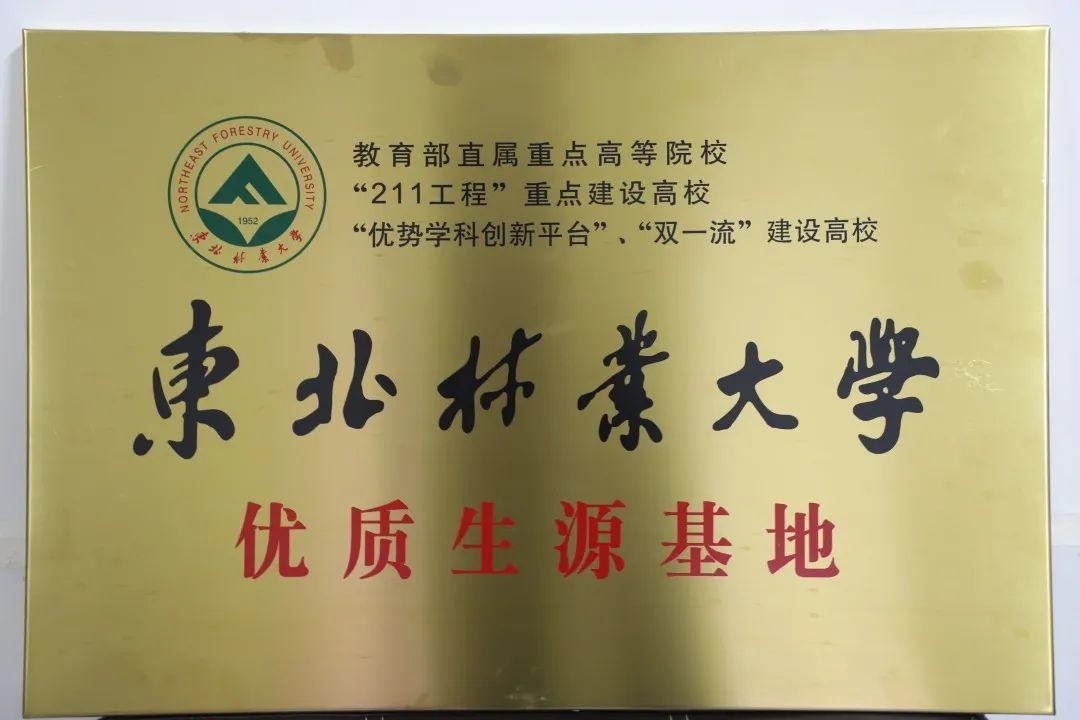 NORTHEAST FORESTRY UNIVERSITY
1952
東北林業大學
教育部直属重点高等院校
“211工程”重点建设高校
“优势学科创新平台”、“双一流”建设高校
東北林業大學
优质生源基地